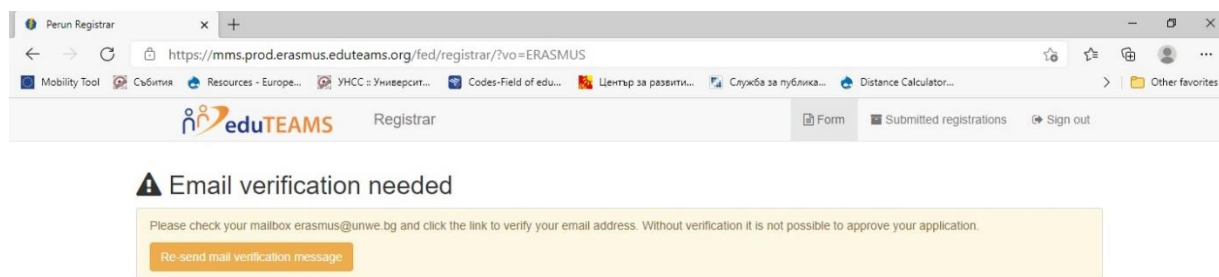 Perun Registrar
https://mms.prod.erasmus.eduteams.org/fed/registrar/?vo=ERASMUS
Mobility Tool Събития Resources - Europe... УНСС :: Университ... Codes-Field of edu... Център за развити... Служба за публика... Distance Calculator... Other favorites
eduTEAMS Registrar Form Submitted registrations Sign out
Email verification needed
Please check your mailbox erasmus@unwe.bg and click the link to verify your email address. Without verification it is not possible to approve your application.
Re-send mail verification message